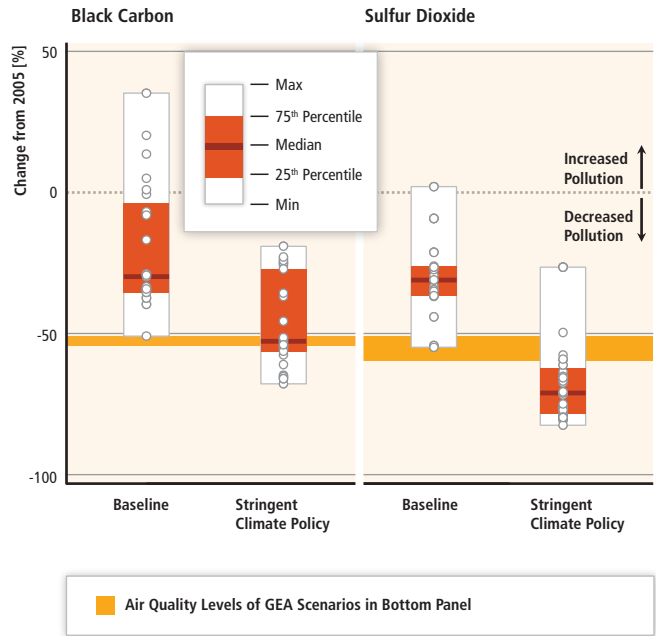 Black Carbon
Sulfur Dioxide
Change from 2005 [%]
50
0
-50
-100
Max
75th Percentile
Median
25th Percentile
Min
Increased
Pollution
Decreased
Pollution
Baseline
Stringent
Climate Policy
Baseline
Stringent
Climate Policy
Air Quality Levels of GEA Scenarios in Bottom Panel